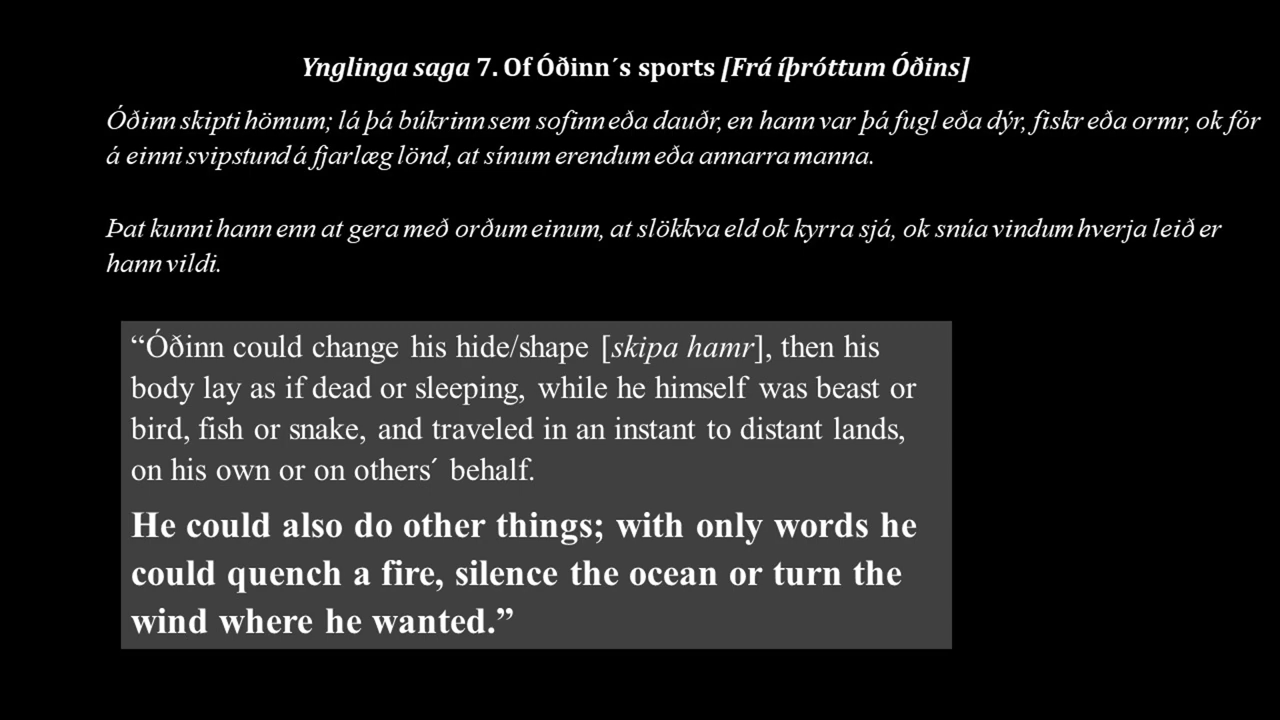 Ynglinga saga 7. Of Óðinn´s sports [Frá íþróttum Óðins]
Óðinn skipti hömum; lá þá búkrinn sem sofinn eða dauðr, en hann var þá fugl eða dýr, fiskr eða ormr, ok fór
á einni svipstund á fjarlæg lönd, at sínum erendum eða annarra manna.
Þat kunni hann enn at gera með orðum einum, at slökkva eld ok kyrra sjá, ok snúa vindum hverja leið er
hann vildi.
“Óðinn could change his hide/shape [skipa hamr], then his
body lay as if dead or sleeping, while he himself was beast or
bird, fish or snake, and traveled in an instant to distant lands,
on his own or on others´ behalf.
He could also do other things; with only words he
could quench a fire, silence the ocean or turn the
wind where he wanted.”